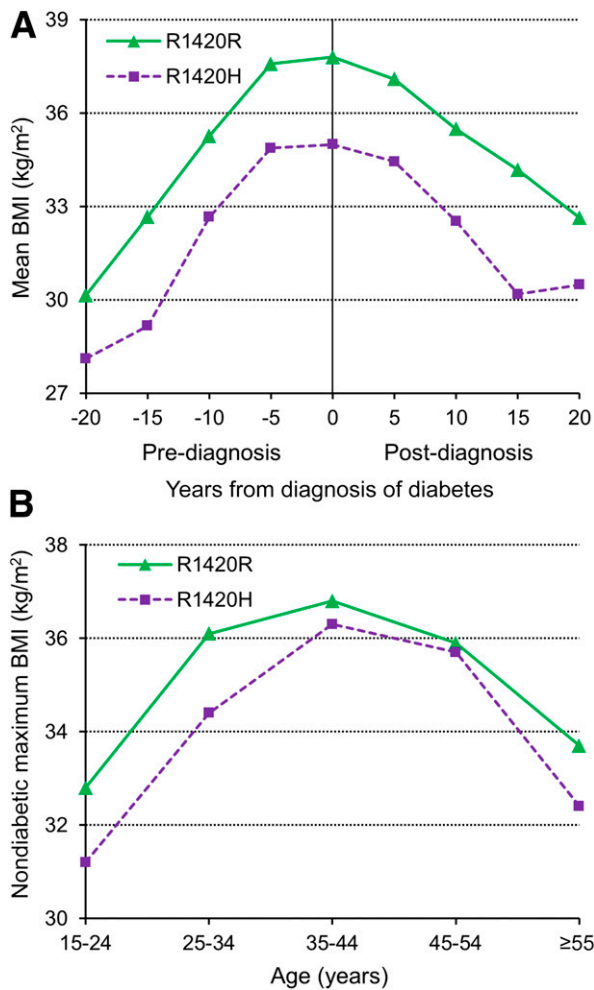 A
R1420R
R1420H
Mean BMI (kg/m²)
39
36
33
30
27
-20 -15 -10 -5 0 5 10 15 20
Pre-diagnosis Post-diagnosis
Years from diagnosis of diabetes
B
R1420R
R1420H
Nondiabetic maximum BMI (kg/m²)
38
36
34
32
30
15-24 25-34 35-44 45-54 ≥55
Age (years)